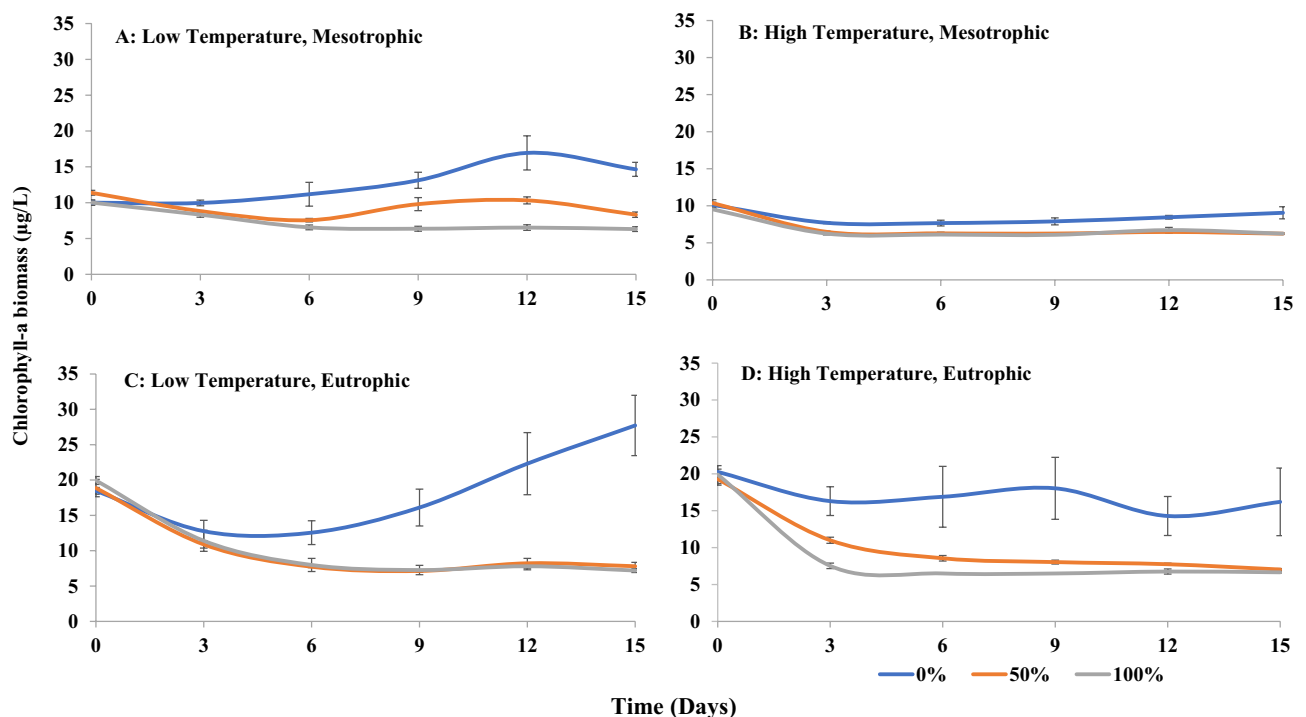 Chlorophyll-a biomass (µg/L)
A: Low Temperature, Mesotrophic
35
30
25
20
15
10
5
0
0 3 6 9 12 15
B: High Temperature, Mesotrophic
35
30
25
20
15
10
5
0
0 3 6 9 12 15
C: Low Temperature, Eutrophic
35
30
25
20
15
10
5
0
0 3 6 9 12 15
D: High Temperature, Eutrophic
35
30
25
20
15
10
5
0
0 3 6 9 12 15
0% 50% 100%
Time (Days)